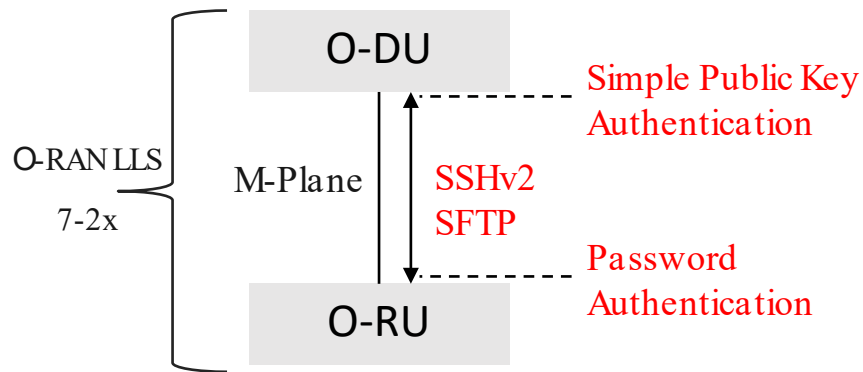 O-DU
Simple Public Key
Authentication
O-RAN LLS
7-2x
M-Plane
SSHv2
SFTP
Password
Authentication
O-RU